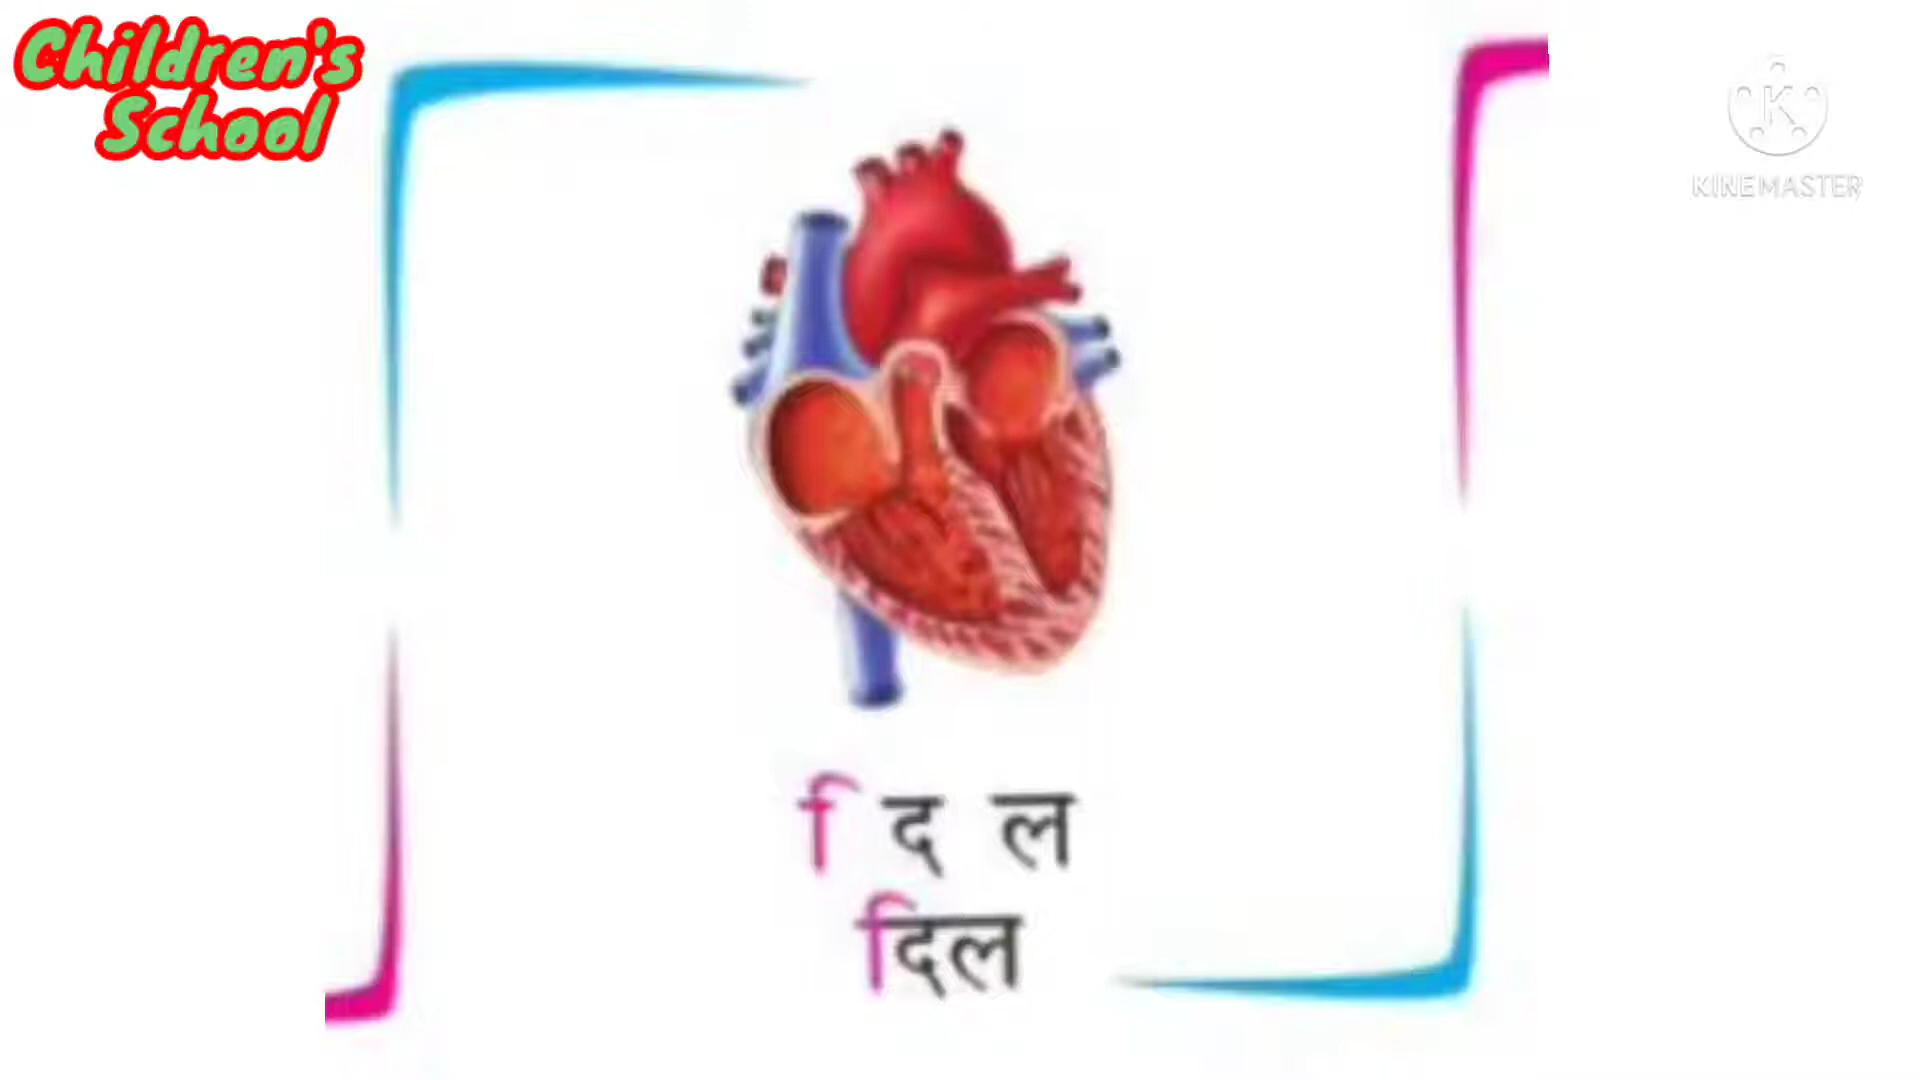 Children's
School
KINEMASTER
ि द ल
दिल